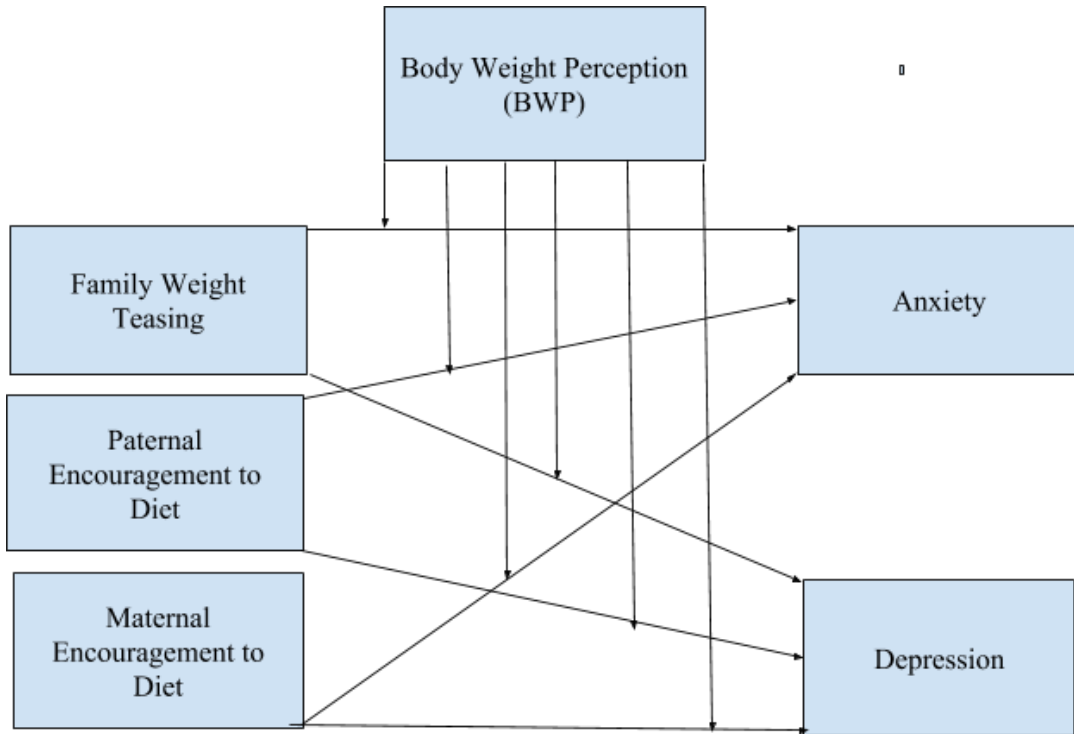 Body Weight Perception
(BWP)
Family Weight
Teasing
Anxiety
Paternal
Encouragement to
Diet
Maternal
Encouragement to
Diet
Depression